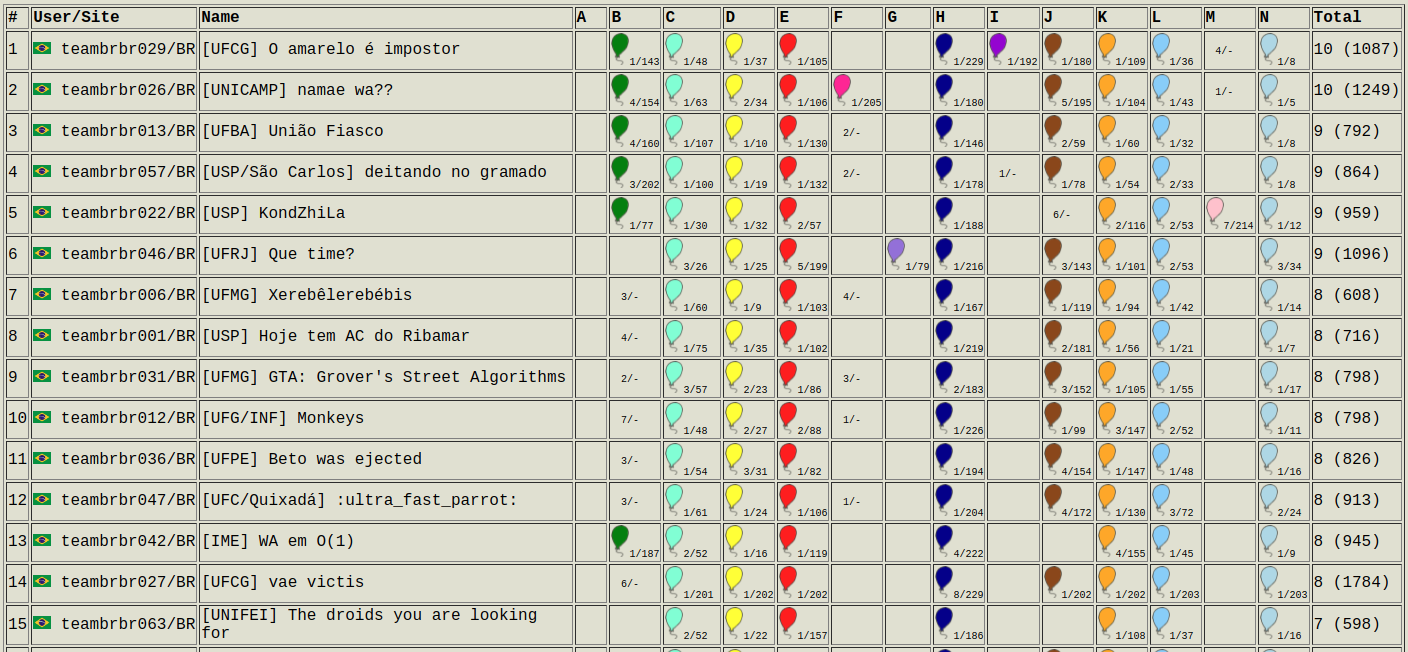 # User/Site Name A B C D E F G H I J K L M N Total
1 teambrbr029/BR [UFCG] O amarelo é impostor 1/143 1/48 1/37 1/105 1/229 1/192 1/180 1/109 1/36 4/- 1/8 10 (1087)
2 teambrbr026/BR [UNICAMP] namae wa?? 4/154 1/63 2/34 1/106 1/205 1/180 5/195 1/104 1/43 1/- 1/5 10 (1249)
3 teambrbr013/BR [UFBA] União Fiasco 4/160 1/107 1/10 1/130 2/- 1/146 2/59 1/60 1/32 1/8 9 (792)
4 teambrbr057/BR [USP/São Carlos] deitando no gramado 3/202 1/100 1/19 1/132 2/- 1/178 1/- 1/78 1/54 2/33 1/8 9 (864)
5 teambrbr022/BR [USP] KondZhiLa 1/77 1/30 1/32 2/57 1/188 6/- 2/116 2/53 7/214 1/12 9 (959)
6 teambrbr046/BR [UFRJ] Que time? 3/26 1/25 5/199 1/79 1/216 3/143 1/101 2/53 3/34 9 (1096)
7 teambrbr006/BR [UFMG] Xerebêlerebébis 3/- 1/60 1/9 1/103 4/- 1/167 1/119 1/94 1/42 1/14 8 (608)
8 teambrbr001/BR [USP] Hoje tem AC do Ribamar 4/- 1/75 1/35 1/102 1/219 2/181 1/56 1/21 1/7 8 (716)
9 teambrbr031/BR [UFMG] GTA: Grover's Street Algorithms 2/- 3/57 2/23 1/86 3/- 2/183 3/152 1/105 1/55 1/17 8 (798)
10 teambrbr012/BR [UFG/INF] Monkeys 7/- 1/48 2/27 2/88 1/- 1/226 1/99 3/147 2/52 1/11 8 (798)
11 teambrbr036/BR [UFPE] Beto was ejected 3/- 1/54 3/31 1/82 1/194 4/154 1/147 1/48 1/16 8 (826)
12 teambrbr047/BR [UFC/Quixadá] :ultra_fast_parrot: 3/- 1/61 1/24 1/106 1/- 1/204 4/172 1/130 3/72 2/24 8 (913)
13 teambrbr042/BR [IME] WA em O(1) 1/187 2/52 1/16 1/119 4/222 4/155 1/45 1/9 8 (945)
14 teambrbr027/BR [UFCG] vae victis 6/- 1/201 1/202 1/202 8/229 1/202 1/202 1/203 1/203 8 (1784)
15 teambrbr063/BR [UNIFEI] The droids you are looking
for 2/52 1/22 1/157 1/186 1/108 1/37 1/16 7 (598)